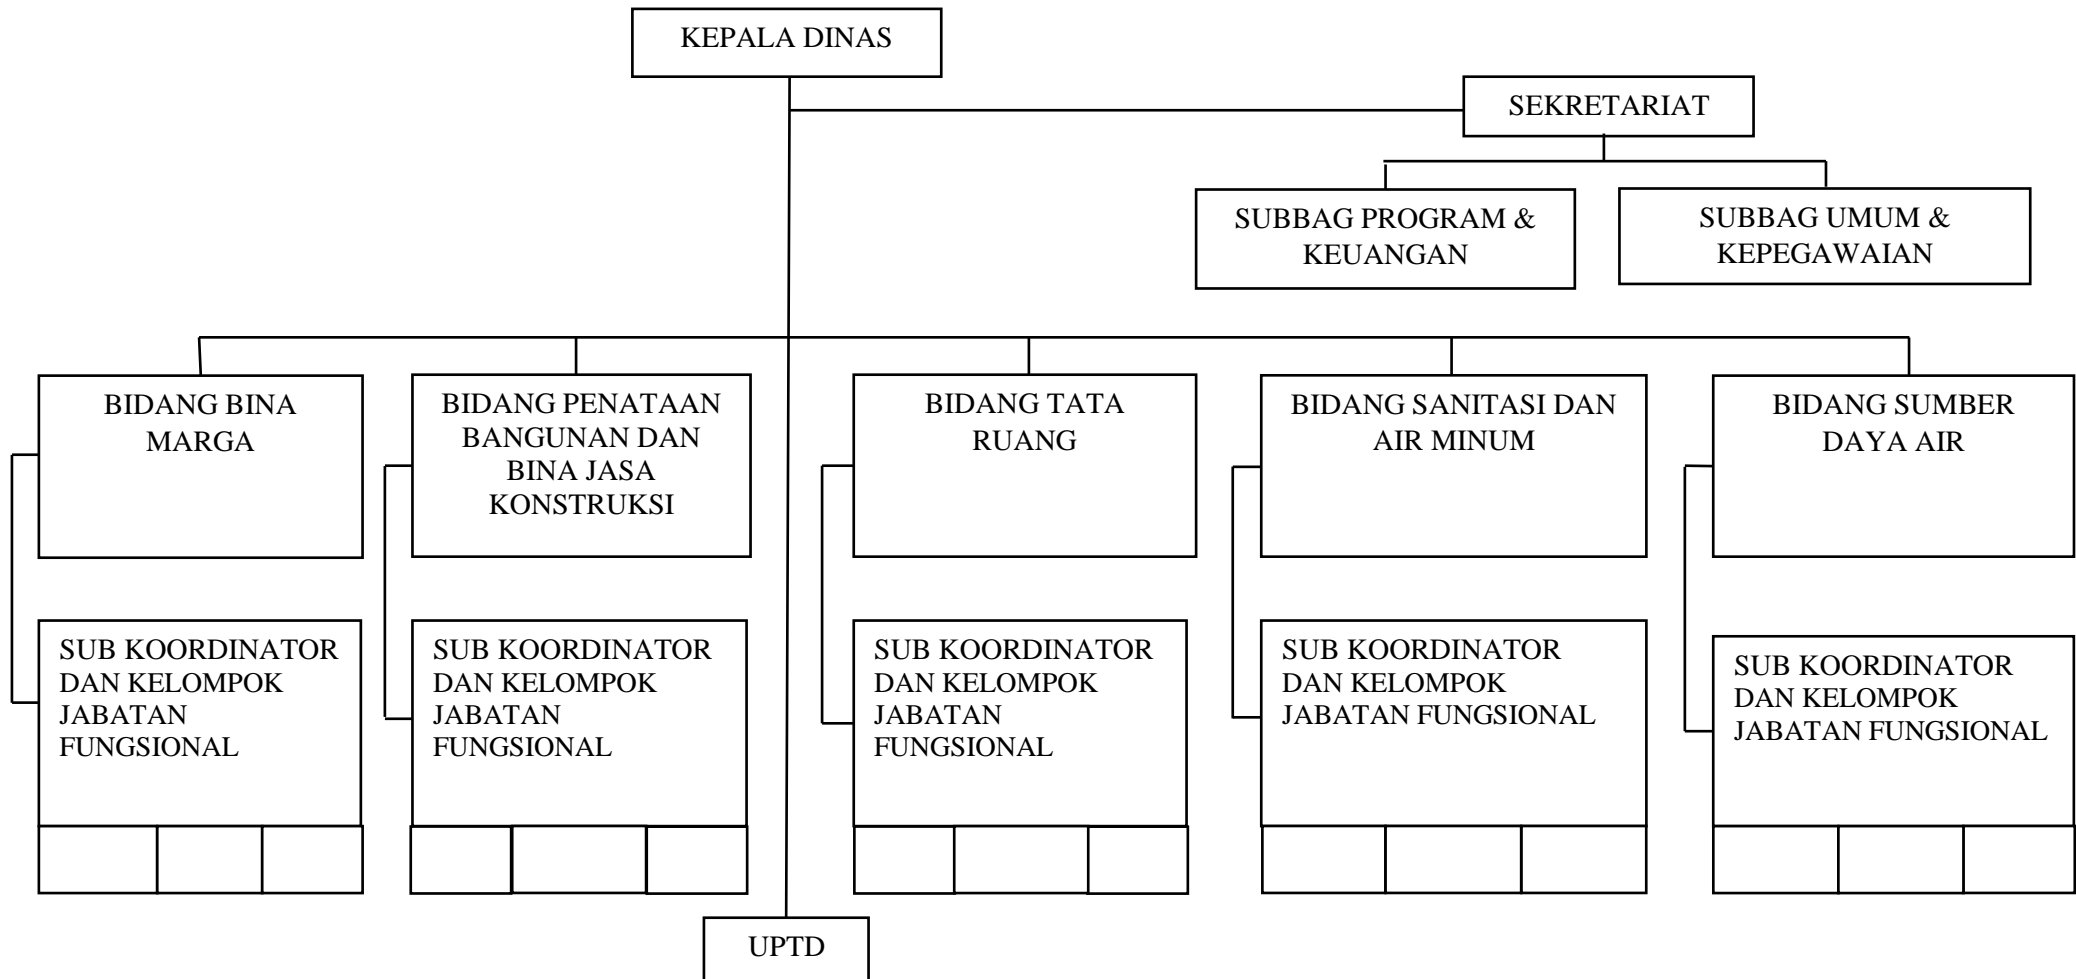 KEPALA DINAS
SEKRETARIAT
SUBBAG PROGRAM &
KEUANGAN
SUBBAG UMUM &
KEPEGAWAIAN
BIDANG BINA
MARGA
BIDANG PENATAAN
BANGUNAN DAN
BINA JASA
KONSTRUKSI
BIDANG TATA
RUANG
BIDANG SANITASI DAN
AIR MINUM
BIDANG SUMBER
DAYA AIR
SUB KOORDINATOR
DAN KELOMPOK
JABATAN
FUNGSIONAL
SUB KOORDINATOR
DAN KELOMPOK
JABATAN
FUNGSIONAL
SUB KOORDINATOR
DAN KELOMPOK
JABATAN
FUNGSIONAL
SUB KOORDINATOR
DAN KELOMPOK
JABATAN FUNGSIONAL
SUB KOORDINATOR
DAN KELOMPOK
JABATAN FUNGSIONAL
UPTD